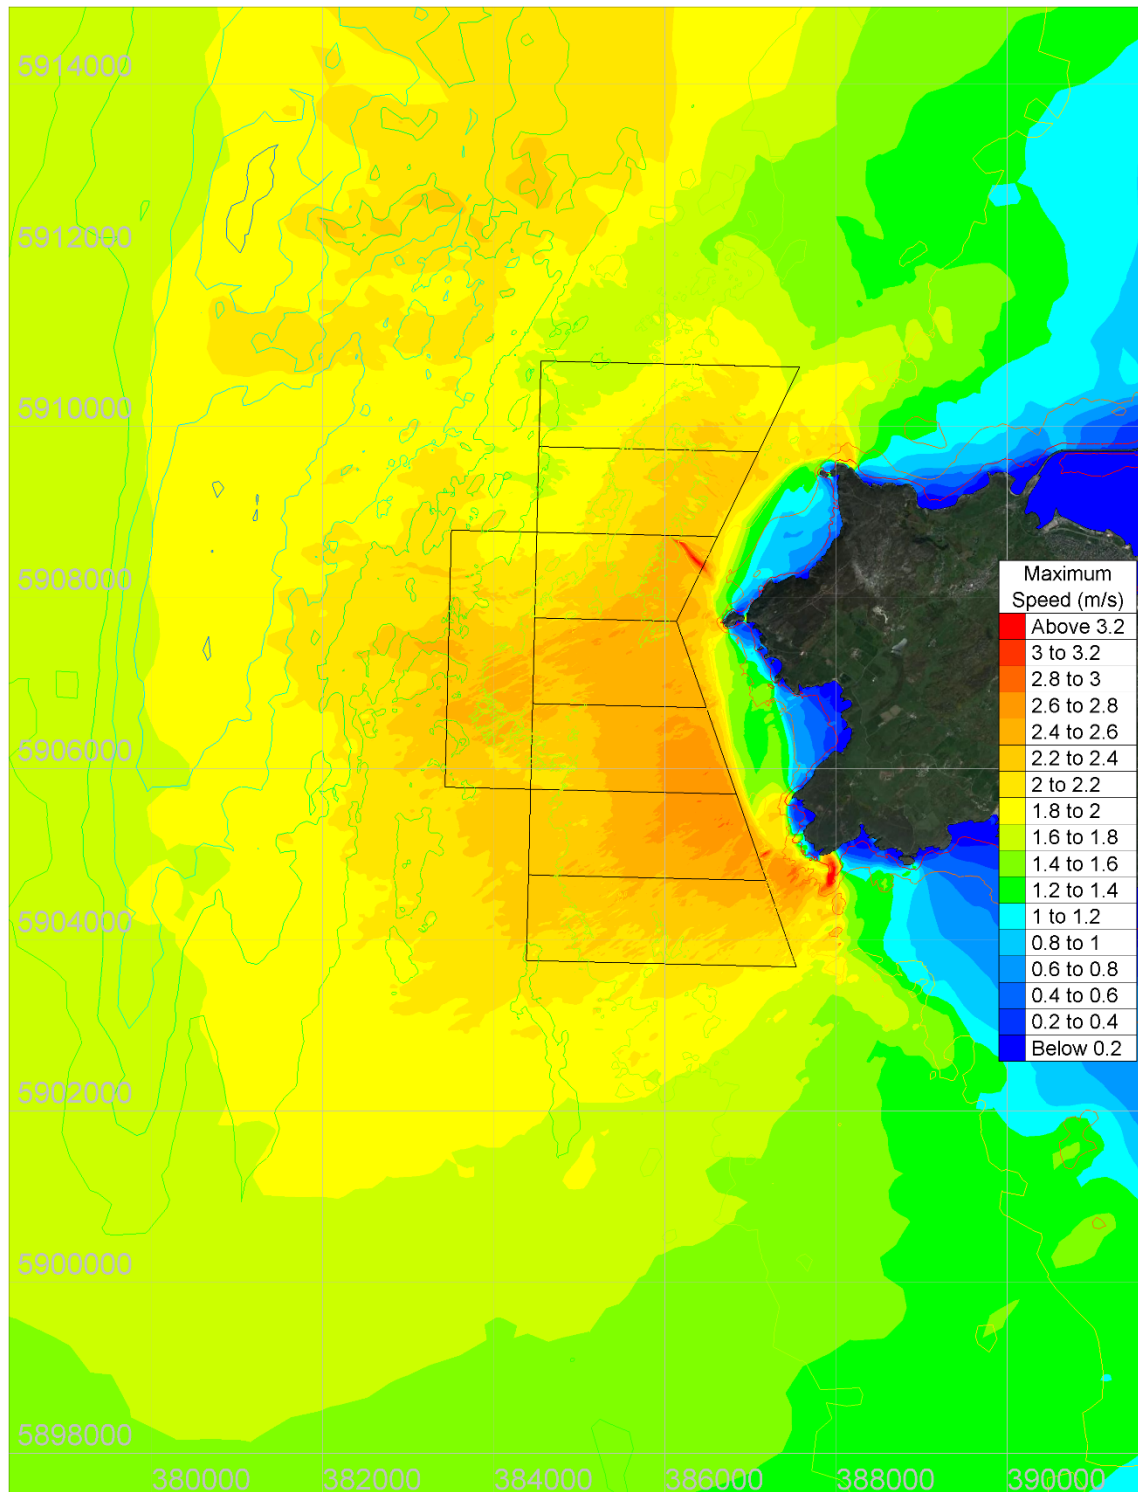 5914000
5912000
5910000
5908000
5906000
5904000
5902000
5900000
5898000
380000
382000
384000
386000
388000
390000
Maximum
Speed (m/s)
Above 3.2
3 to 3.2
2.8 to 3
2.6 to 2.8
2.4 to 2.6
2.2 to 2.4
2 to 2.2
1.8 to 2
1.6 to 1.8
1.4 to 1.6
1.2 to 1.4
1 to 1.2
0.8 to 1
0.6 to 0.8
0.4 to 0.6
0.2 to 0.4
Below 0.2